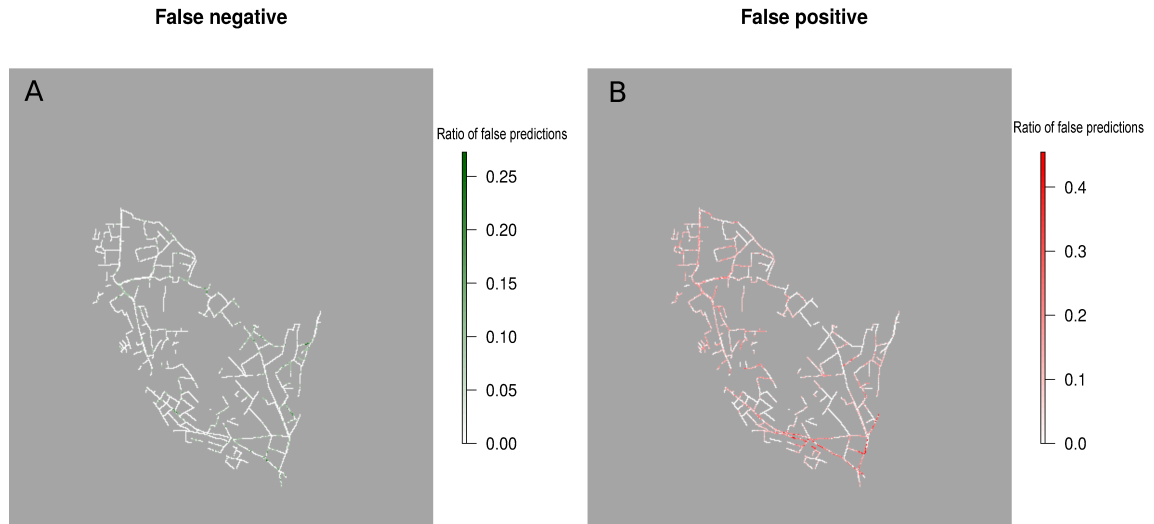 False negative
False positive
A
B
Ratio of false predictions
0.25
0.20
0.15
0.10
0.05
0.00
Ratio of false predictions
0.4
0.3
0.2
0.1
0.0